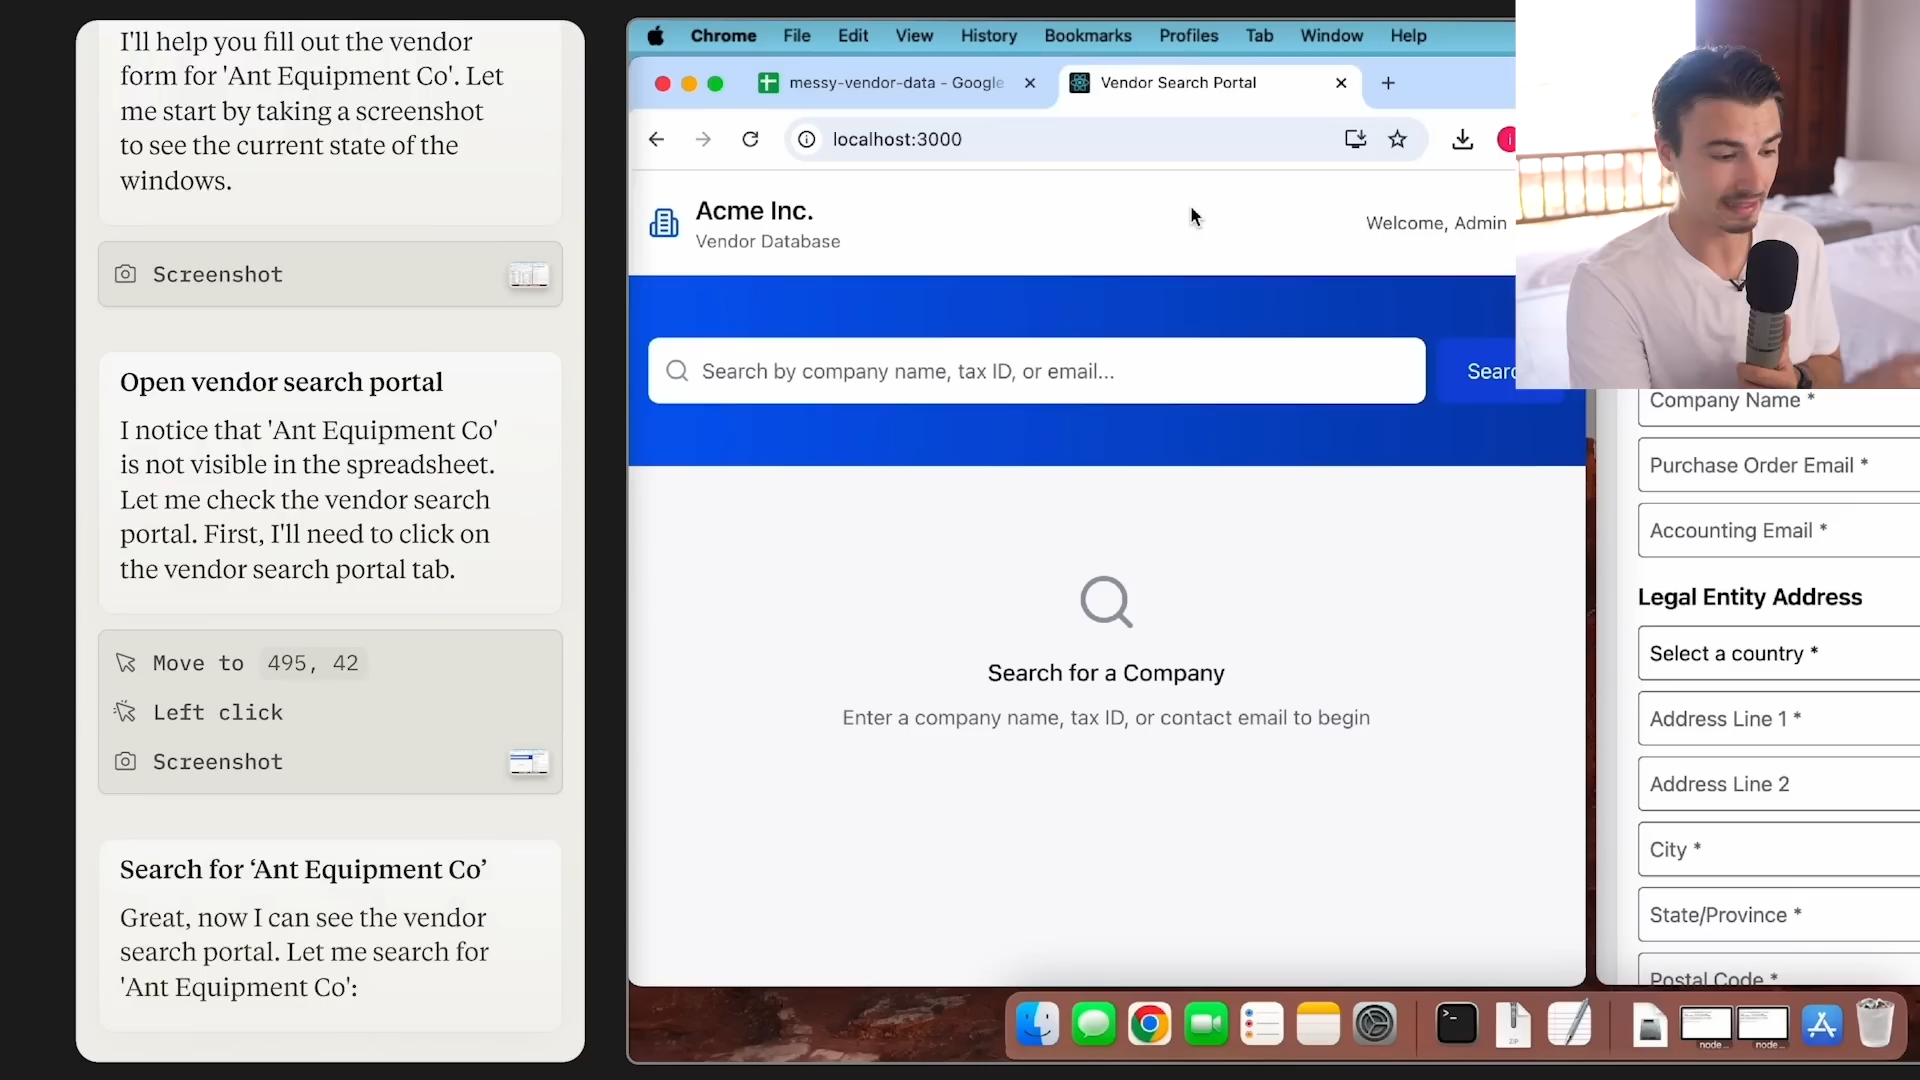 I'll help you fill out the vendor
form for 'Ant Equipment Co'. Let
me start by taking a screenshot
to see the current state of the
windows.
Screenshot
Open vendor search portal
I notice that 'Ant Equipment Co'
is not visible in the spreadsheet.
Let me check the vendor search
portal. First, I'll need to click on
the vendor search portal tab.
Move to 495, 42
Left click
Screenshot
Search for ‘Ant Equipment Co’
Great, now I can see the vendor
search portal. Let me search for
'Ant Equipment Co':
Chrome File Edit View History Bookmarks Profiles Tab Window Help
messy-vendor-data - Google
Vendor Search Portal
localhost:3000
Acme Inc.
Vendor Database
Welcome, Admin
Search by company name, tax ID, or email...
Searc
Search for a Company
Enter a company name, tax ID, or contact email to begin
Company Name *
Purchase Order Email *
Accounting Email *
Legal Entity Address
Select a country *
Address Line 1 *
Address Line 2
City *
State/Province *
Postal Code *
ZIP
node...
node...